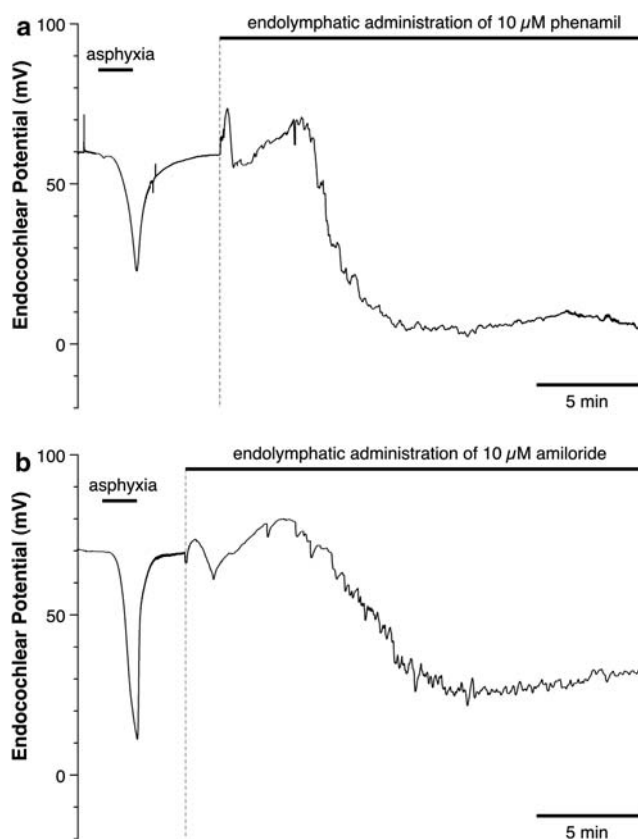 a
endolymphatic administration of 10 µM phenamil
asphyxia
Endocochlear Potential (mV)
100
50
0
5 min
b
endolymphatic administration of 10 µM amiloride
asphyxia
Endocochlear Potential (mV)
100
50
0
5 min